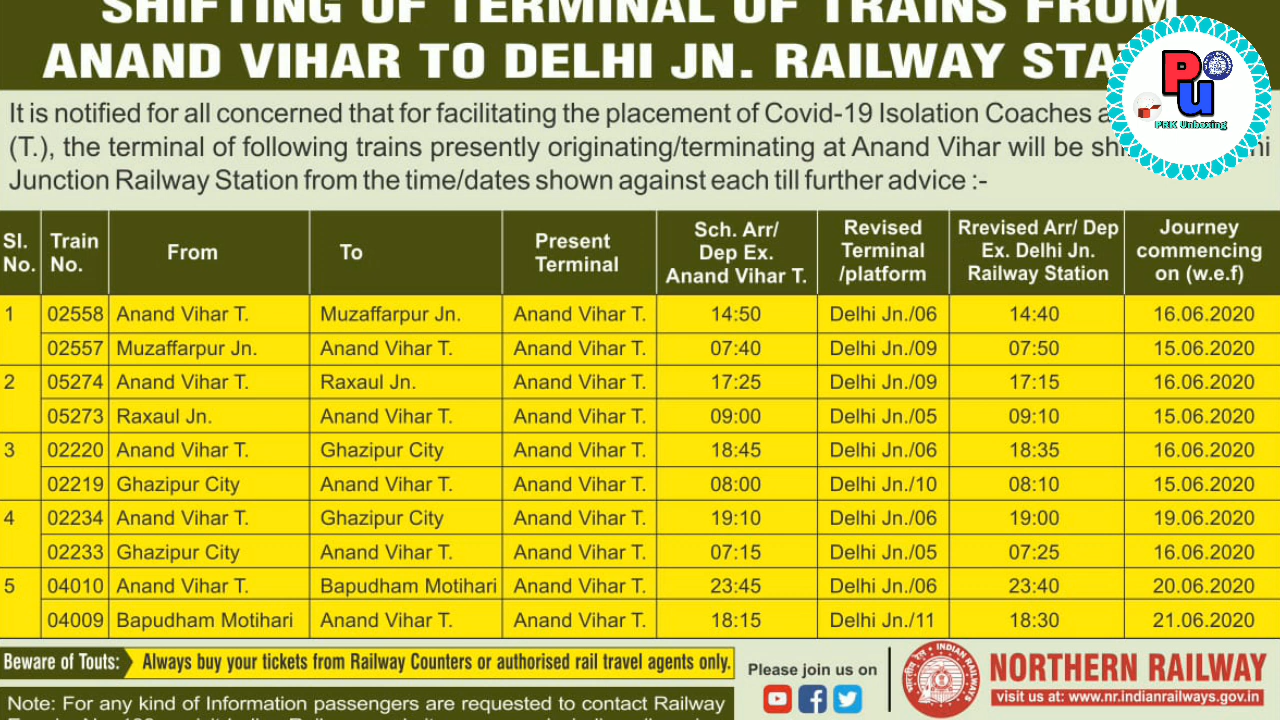 SHIFTING OF TERMINAL OF TRAINS FROM
ANAND VIHAR TO DELHI JN. RAILWAY
PU
PRK Unboxing
It is notified for all concerned that for facilitating the placement of Covid-19 Isolation Coaches
(T.), the terminal of following trains presently originating/terminating at Anand Vihar will be
Junction Railway Station from the time/dates shown against each till further advice :-
Sl. No. Train No. From To Present Terminal Sch. Arr/ Dep Ex. Anand Vihar T. Revised Terminal /platform Rrevised Arr/ Dep Ex. Delhi Jn. Railway Station Journey commencing on (w.e.f)
1 02558 Anand Vihar T. Muzaffarpur Jn. Anand Vihar T. 14:50 Delhi Jn./06 14:40 16.06.2020
02557 Muzaffarpur Jn. Anand Vihar T. Anand Vihar T. 07:40 Delhi Jn./09 07:50 15.06.2020
2 05274 Anand Vihar T. Raxaul Jn. Anand Vihar T. 17:25 Delhi Jn./09 17:15 16.06.2020
05273 Raxaul Jn. Anand Vihar T. Anand Vihar T. 09:00 Delhi Jn./05 09:10 15.06.2020
3 02220 Anand Vihar T. Ghazipur City Anand Vihar T. 18:45 Delhi Jn./06 18:35 16.06.2020
02219 Ghazipur City Anand Vihar T. Anand Vihar T. 08:00 Delhi Jn./10 08:10 15.06.2020
4 02234 Anand Vihar T. Ghazipur City Anand Vihar T. 19:10 Delhi Jn./06 19:00 19.06.2020
02233 Ghazipur City Anand Vihar T. Anand Vihar T. 07:15 Delhi Jn./05 07:25 16.06.2020
5 04010 Anand Vihar T. Bapudham Motihari Anand Vihar T. 23:45 Delhi Jn./06 23:40 20.06.2020
04009 Bapudham Motihari Anand Vihar T. Anand Vihar T. 18:15 Delhi Jn./11 18:30 21.06.2020
Beware of Touts: Always buy your tickets from Railway Counters or authorised rail travel agents only.
Please join us on
INDIAN RAILWAYS
NORTHERN RAILWAY
visit us at: www.nr.indianrailways.gov.in
Note: For any kind of Information passengers are requested to contact Railway